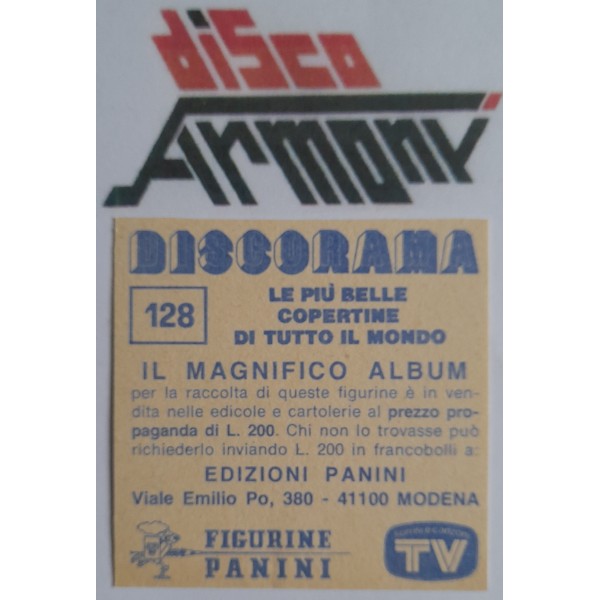 disco
Armony
DISCORAMA
128
LE PIÙ BELLE
COPERTINE
DI TUTTO IL MONDO
IL MAGNIFICO ALBUM
per la raccolta di queste figurine è in ven-
dita nelle edicole e cartolerie al prezzo pro-
paganda di L. 200. Chi non lo trovasse può
richiederlo inviando L. 200 in francobolli a:
EDIZIONI PANINI
Viale Emilio Po, 380 - 41100 MODENA
FIGURINE
PANINI
TV